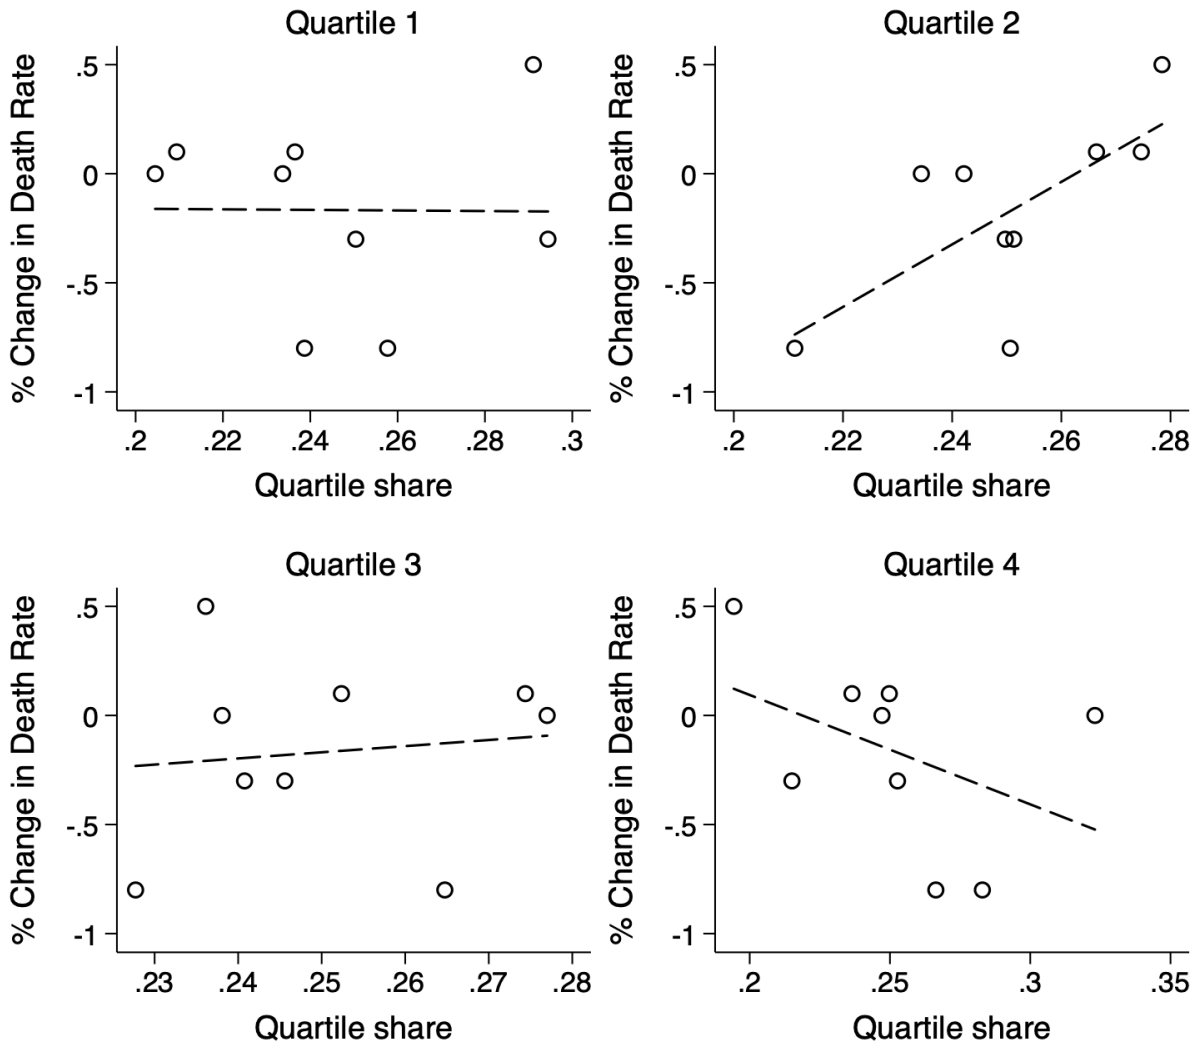 Quartile 1
% Change in Death Rate
.5
0
-.5
-1
.2 .22 .24 .26 .28 .3
Quartile share
Quartile 2
% Change in Death Rate
.5
0
-.5
-1
.2 .22 .24 .26 .28
Quartile share
Quartile 3
% Change in Death Rate
.5
0
-.5
-1
.23 .24 .25 .26 .27 .28
Quartile share
Quartile 4
% Change in Death Rate
.5
0
-.5
-1
.2 .25 .3 .35
Quartile share